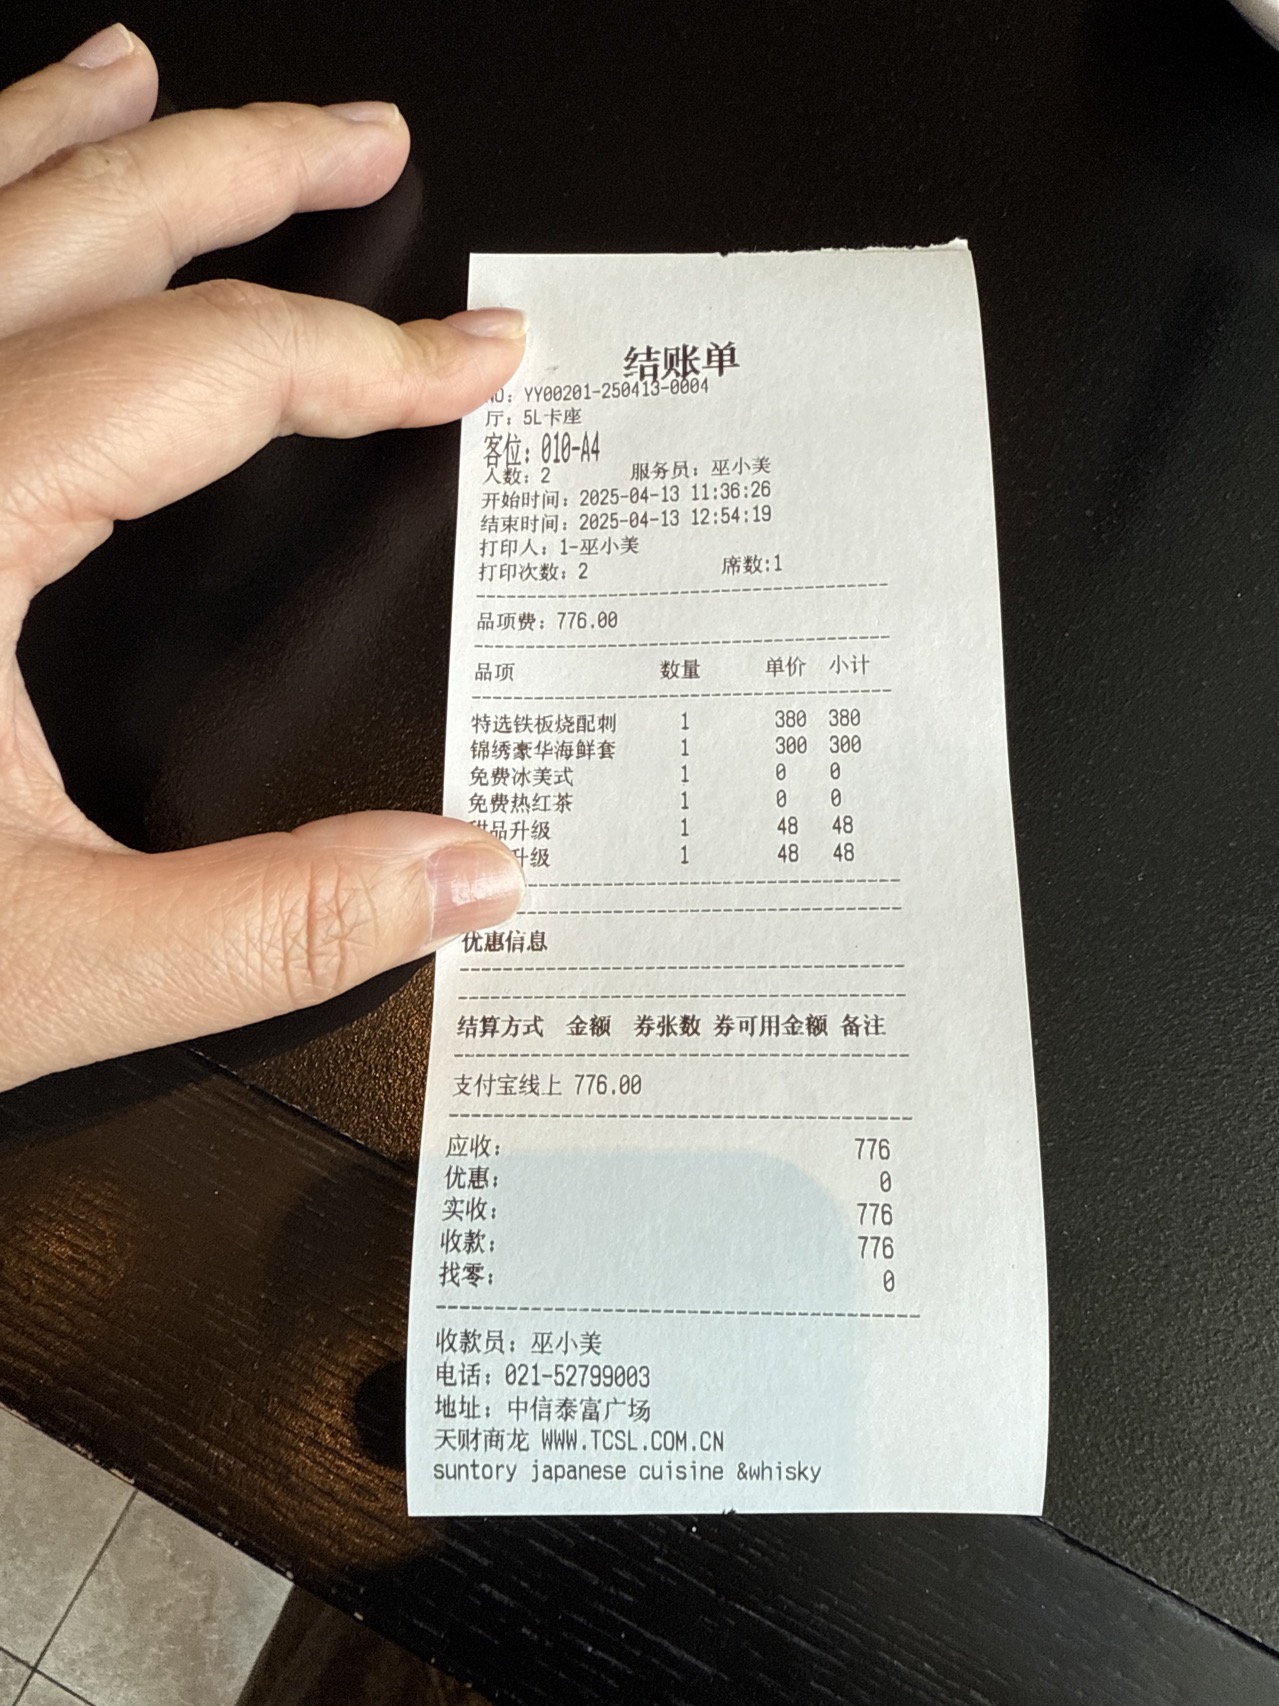 结账单
NO: YY00201-250413-0004
厅: 5L卡座
客位: 010-A4
人数: 2 服务员: 巫小美
开始时间: 2025-04-13 11:36:26
结束时间: 2025-04-13 12:54:19
打印人: 1-巫小美
打印次数: 2 席数:1
品项费: 776.00
品项 数量 单价 小计
特选铁板烧配刺 1 380 380
锦绣豪华海鲜套 1 300 300
免费冰美式 1 0 0
免费热红茶 1 0 0
甜品升级 1 48 48
升级 1 48 48
优惠信息
结算方式 金额 券张数 券可用金额 备注
支付宝线上 776.00
应收: 776
优惠: 0
实收: 776
收款: 776
找零: 0
收款员: 巫小美
电话: 021-52799003
地址: 中信泰富广场
天财商龙 WWW.TCSL.COM.CN
suntory japanese cuisine &whisky